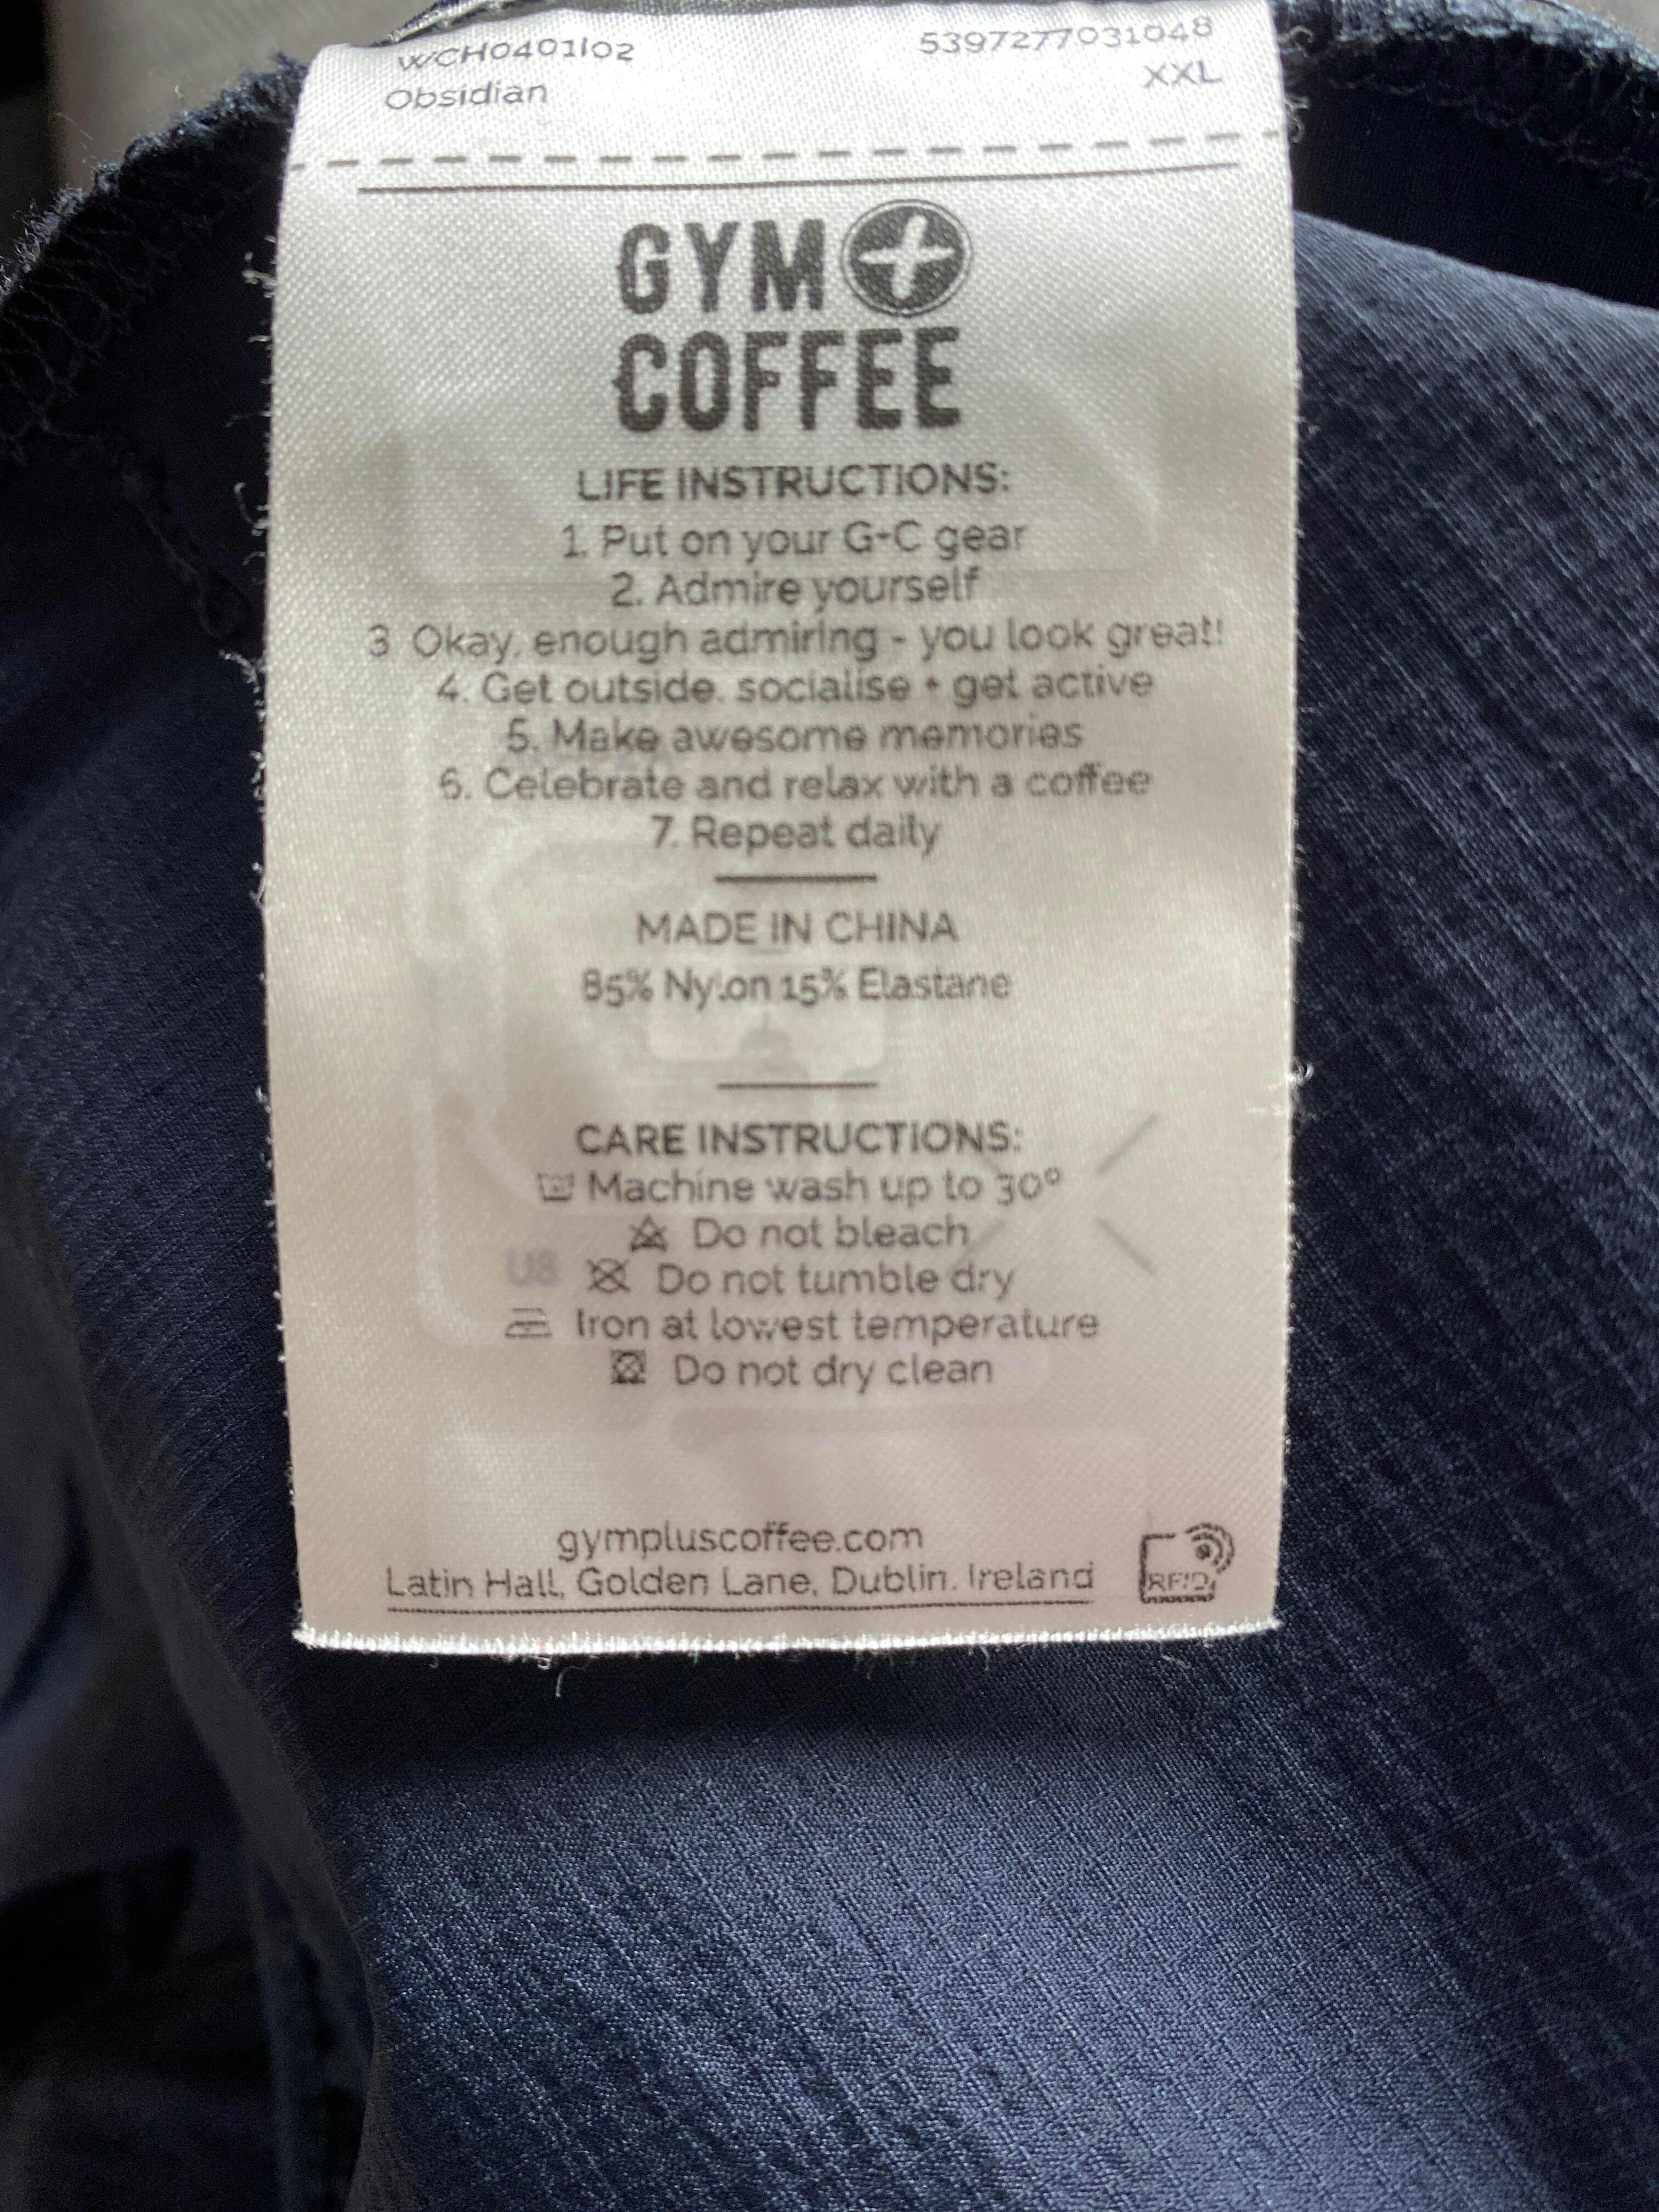 WCH0401102 5397277031048
Obsidian XXL
GYM+
COFFEE
LIFE INSTRUCTIONS:
1. Put on your G+C gear
2. Admire yourself
3 Okay, enough admiring - you look great!
4. Get outside, socialise + get active
5. Make awesome memories
6. Celebrate and relax with a coffee
7. Repeat daily
MADE IN CHINA
85% Nylon 15% Elastane
CARE INSTRUCTIONS:
Machine wash up to 30°
Do not bleach
Do not tumble dry
Iron at lowest temperature
Do not dry clean
gympluscoffee.com
Latin Hall, Golden Lane, Dublin. Ireland
RFID